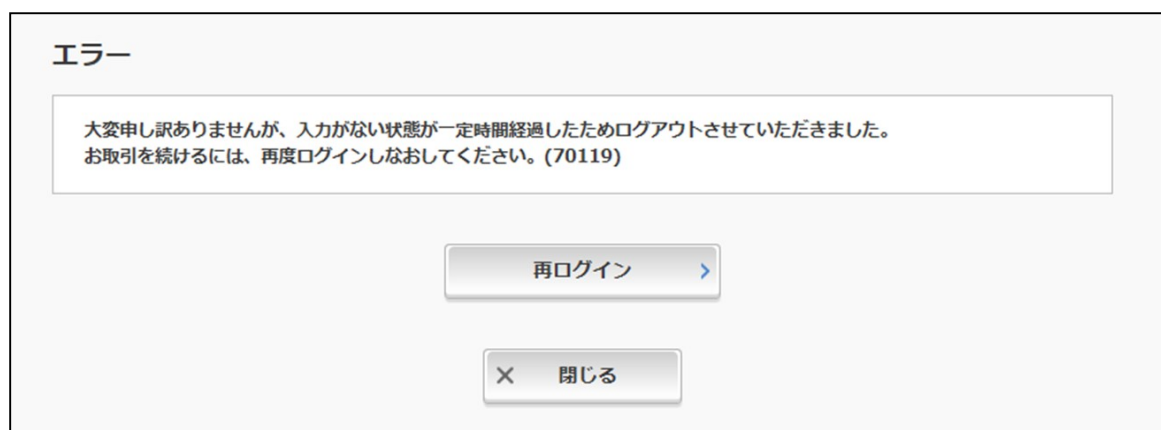 エラー
大変申し訳ありませんが、入力がない状態が一定時間経過したためログアウトさせていただきました。
お取引を続けるには、再度ログインしなおしてください。(70119)
再ログイン
閉じる